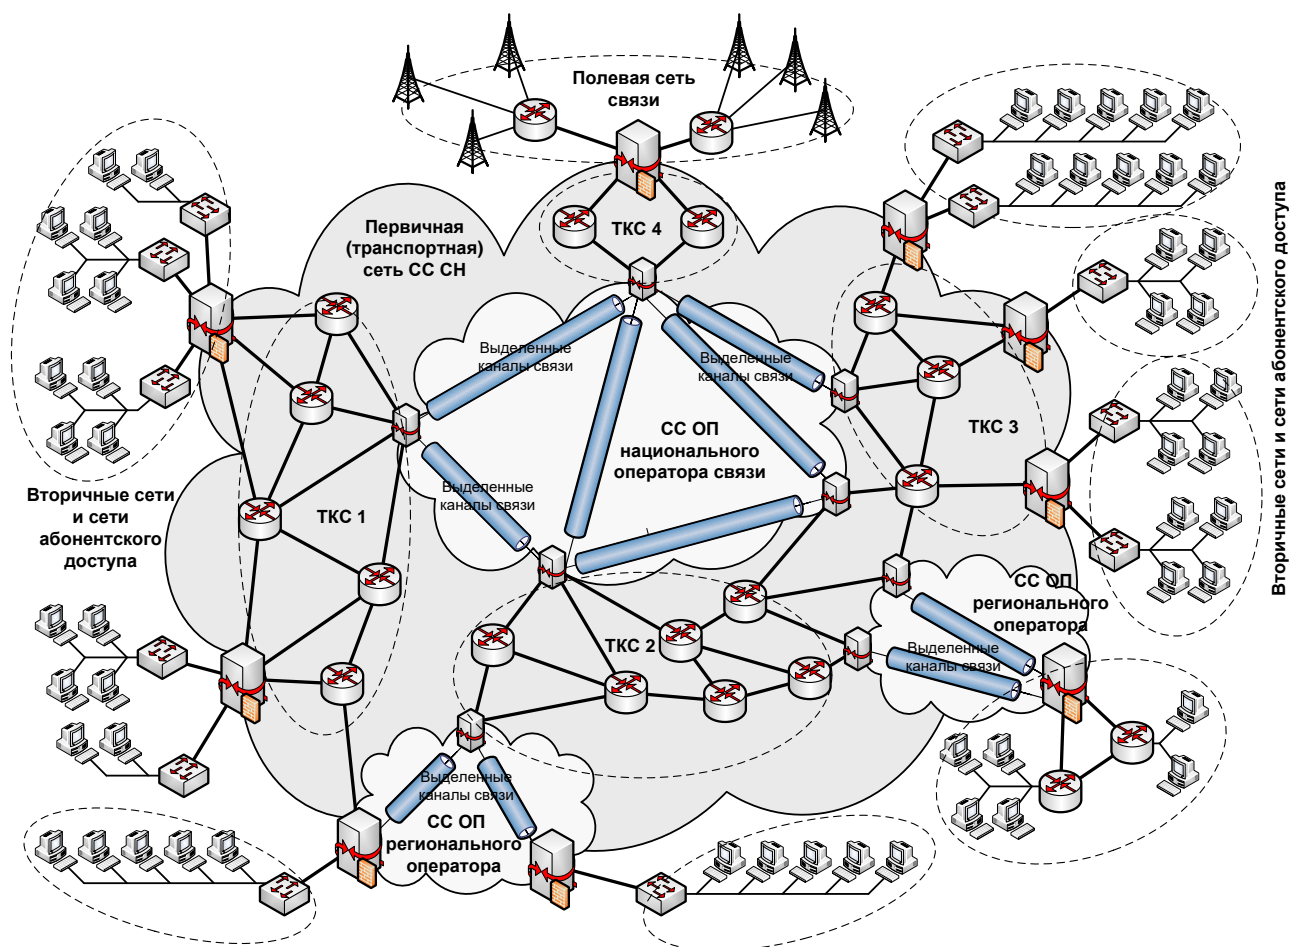 Полевая сеть
связи
Первичная
(транспортная)
сеть СС СН
ТКС 4
Выделенные
каналы связи
Выделенные
каналы связи
СС ОП
национального
оператора связи
ТКС 3
Вторичные сети и сети абонентского доступа
Вторичные сети
и сети
абонентского
доступа
ТКС 1
Выделенные
каналы связи
СС ОП
регионального
оператора
ТКС 2
Выделенные
каналы связи
Выделенные
каналы связи
СС ОП
регионального
оператора